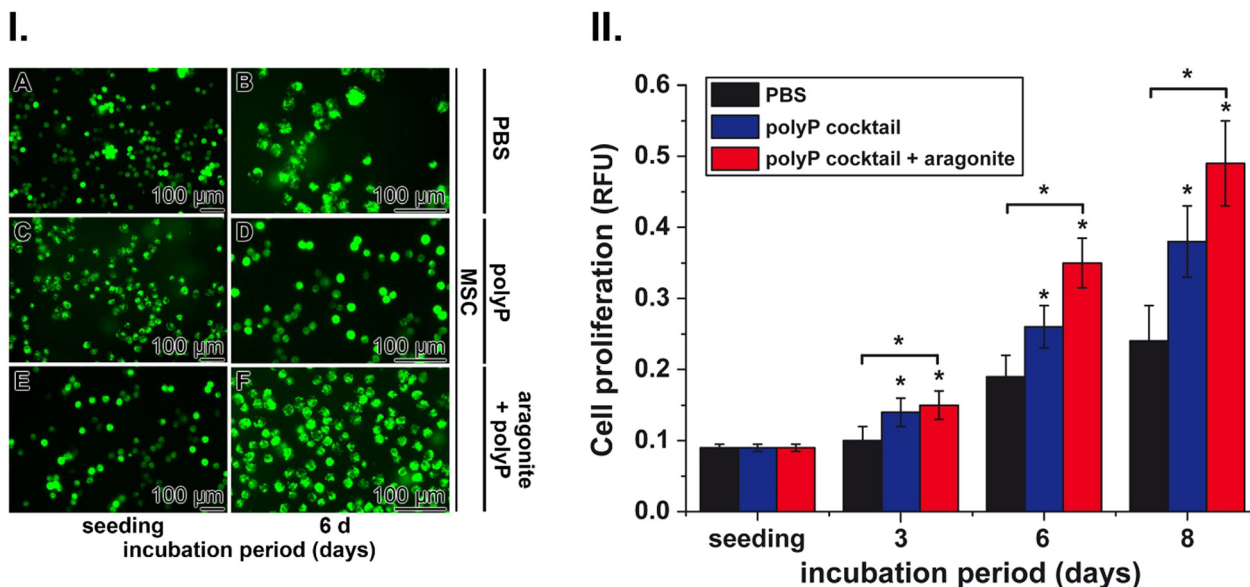 I.
A
100 µm
B
100 µm
PBS
C
100 µm
D
100 µm
polyP
MSC
E
100 µm
F
100 µm
aragonite
+ polyP
seeding
6 d
incubation period (days)
II.
PBS
polyP cocktail
polyP cocktail + aragonite
Cell proliferation (RFU)
0.6
0.5
0.4
0.3
0.2
0.1
0.0
* * * *
* * * *
* * * *
seeding 3 6 8
incubation period (days)